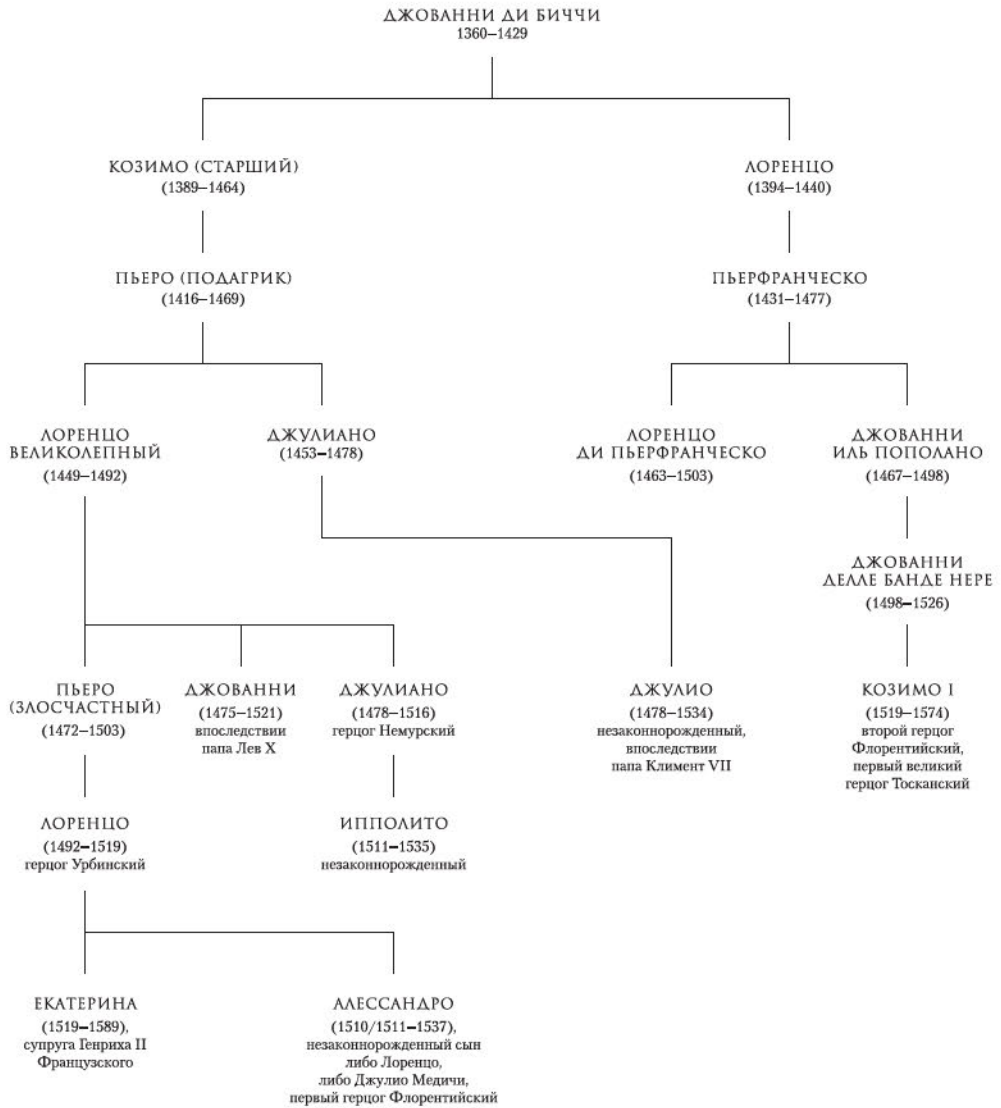 ДЖОВАННИ ДИ БИЧЧИ
1360–1429
КОЗИМО (СТАРШИЙ)
(1389–1464)
ЛОРЕНЦО
(1394–1440)
ПЬЕРО (ПОДАГРИК)
(1416–1469)
ПЬЕРФРАНЧЕСКО
(1431–1477)
ЛОРЕНЦО
ВЕЛИКОЛЕПНЫЙ
(1449–1492)
ДЖУЛИАНО
(1453–1478)
ЛОРЕНЦО
ДИ ПЬЕРФРАНЧЕСКО
(1463–1503)
ДЖОВАННИ
ИЛЬ ПОПОЛАНО
(1467–1498)
ДЖОВАННИ
ДЕЛЛЕ БАНДЕ НЕРЕ
(1498–1526)
ПЬЕРО
(ЗЛОСЧАСТНЫЙ)
(1472–1503)
ДЖОВАННИ
(1475–1521)
впоследствии
папа Лев X
ДЖУЛИАНО
(1478–1516)
герцог Немурский
ДЖУЛИО
(1478–1534)
незаконнорожденный,
впоследствии
папа Климент VII
КОЗИМО I
(1519–1574)
второй герцог
Флорентийский,
первый великий
герцог Тосканский
ЛОРЕНЦО
(1492–1519)
герцог Урбинский
ИППОЛИТО
(1511–1535)
незаконнорожденный
ЕКАТЕРИНА
(1519–1589),
супруга Генриха II
Французского
АЛЕССАНДРО
(1510/1511–1537),
незаконнорожденный сын
либо Лоренцо,
либо Джулио Медичи,
первый герцог Флорентийский